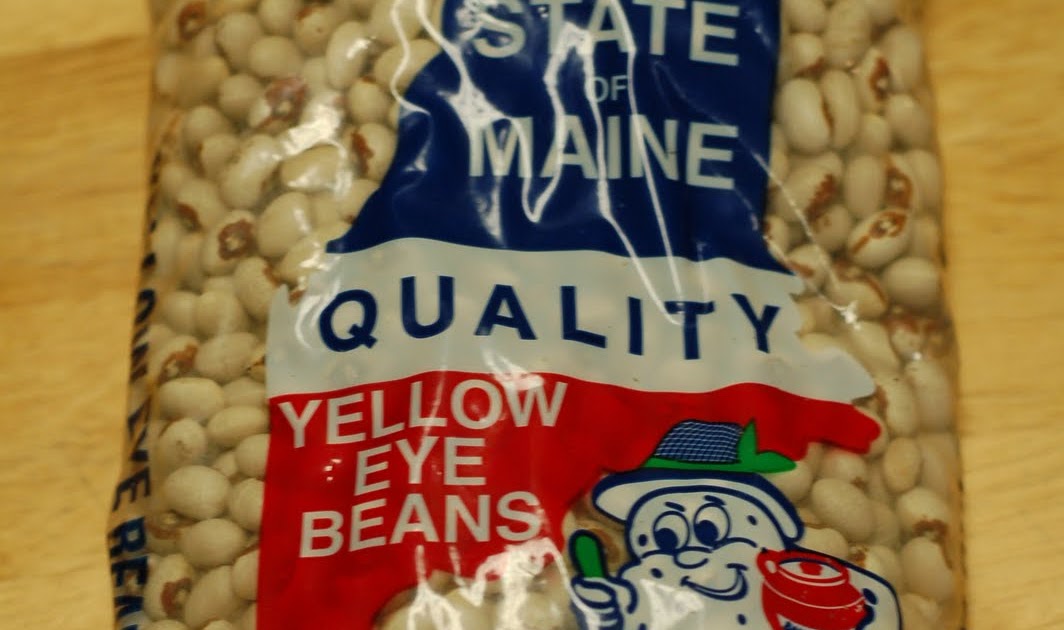 STATE
OF
MAINE
QUALITY
YELLOW
EYE
BEANS